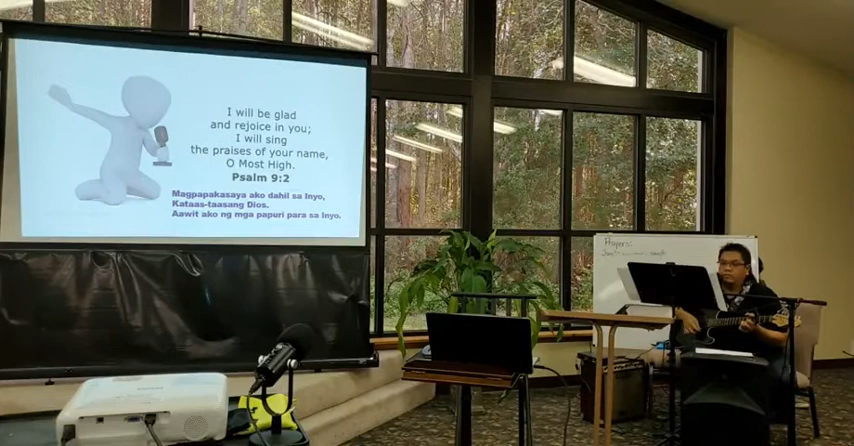 I will be glad
and rejoice in you;
I will sing
the praises of your name,
O Most High.
Psalm 9:2
Magpapakasaya ako dahil sa Inyo,
Kataas-taasang Dios.
Aawit ako ng mga papuri para sa Inyo.
Prayers: